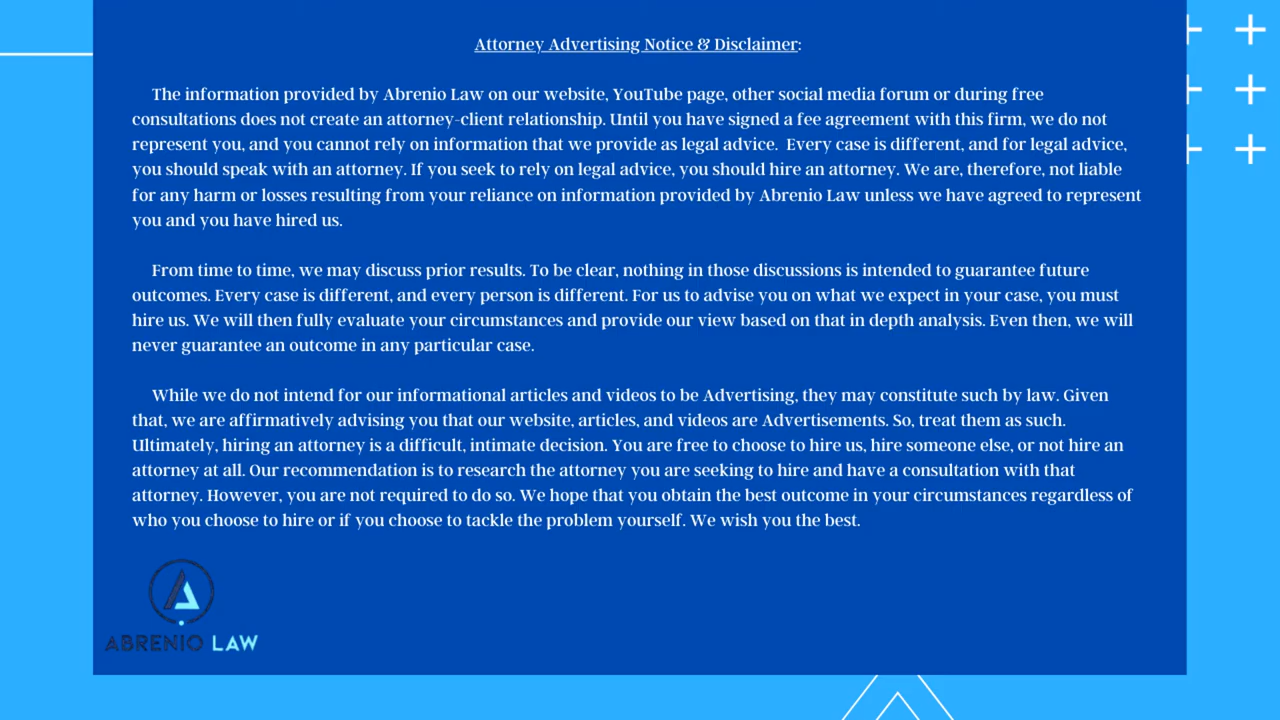 Attorney Advertising Notice & Disclaimer:
The information provided by Abrenio Law on our website, YouTube page, other social media forum or during free
consultations does not create an attorney-client relationship. Until you have signed a fee agreement with this firm, we do not
represent you, and you cannot rely on information that we provide as legal advice. Every case is different, and for legal advice,
you should speak with an attorney. If you seek to rely on legal advice, you should hire an attorney. We are, therefore, not liable
for any harm or losses resulting from your reliance on information provided by Abrenio Law unless we have agreed to represent
you and you have hired us.
From time to time, we may discuss prior results. To be clear, nothing in those discussions is intended to guarantee future
outcomes. Every case is different, and every person is different. For us to advise you on what we expect in your case, you must
hire us. We will then fully evaluate your circumstances and provide our view based on that in depth analysis. Even then, we will
never guarantee an outcome in any particular case.
While we do not intend for our informational articles and videos to be Advertising, they may constitute such by law. Given
that, we are affirmatively advising you that our website, articles, and videos are Advertisements. So, treat them as such.
Ultimately, hiring an attorney is a difficult, intimate decision. You are free to choose to hire us, hire someone else, or not hire an
attorney at all. Our recommendation is to research the attorney you are seeking to hire and have a consultation with that
attorney. However, you are not required to do so. We hope that you obtain the best outcome in your circumstances regardless of
who you choose to hire or if you choose to tackle the problem yourself. We wish you the best.
ABRENIO LAW